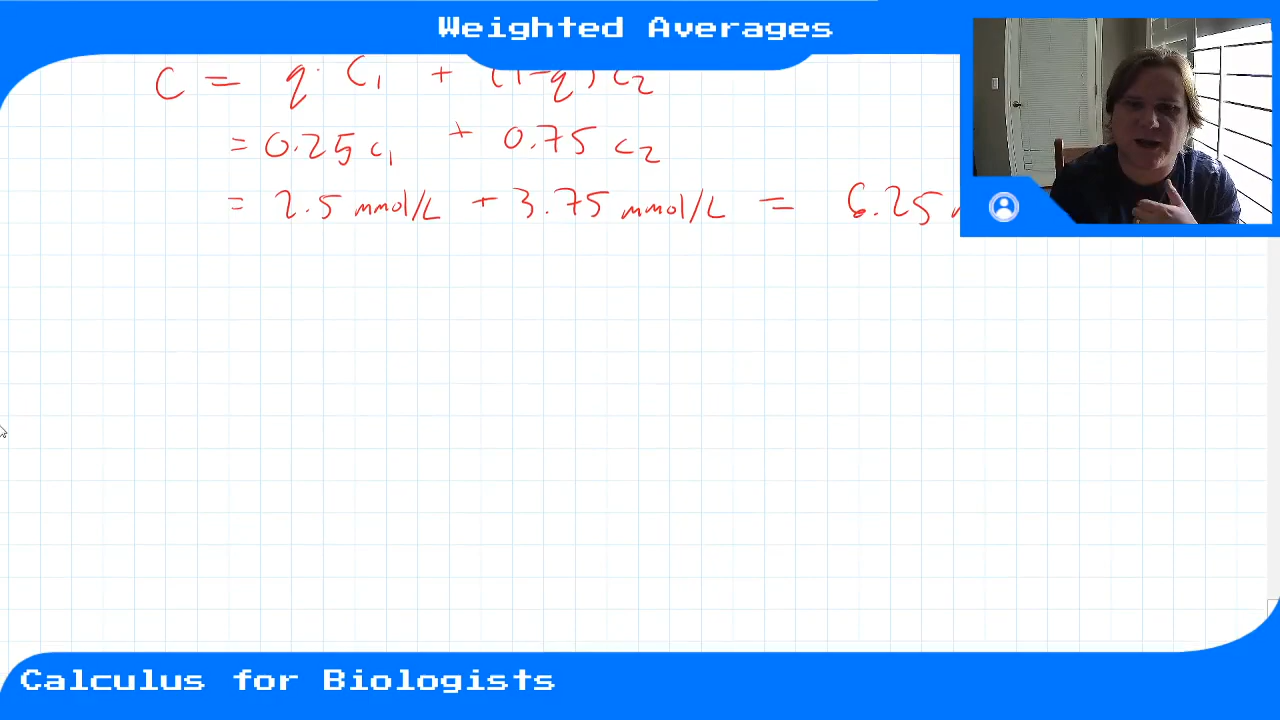 Weighted Averages
C = q · C₁ + (1-q) C₂
= 0.25 C₁ + 0.75 C₂
= 2.5 mmol/L + 3.75 mmol/L = 6.25
Calculus for Biologists